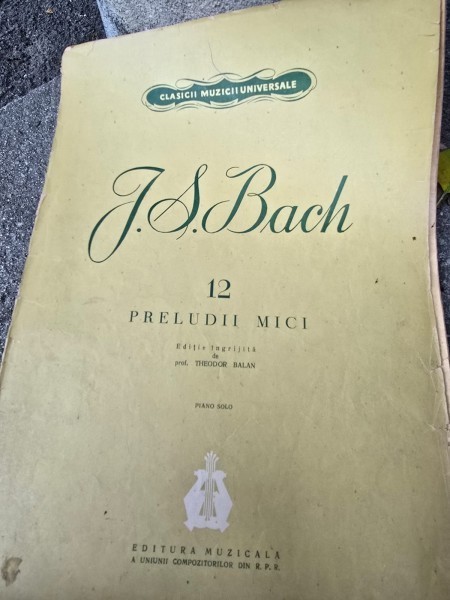 CLASICII MUZICII UNIVERSALE
J.S.Bach
12
PRELUDII MICI
Ediție îngrijită
de
prof. THEODOR BALAN
PIANO SOLO
EDITURA MUZICALA
A UNIUNII COMPOZITORILOR DIN R.P.R.